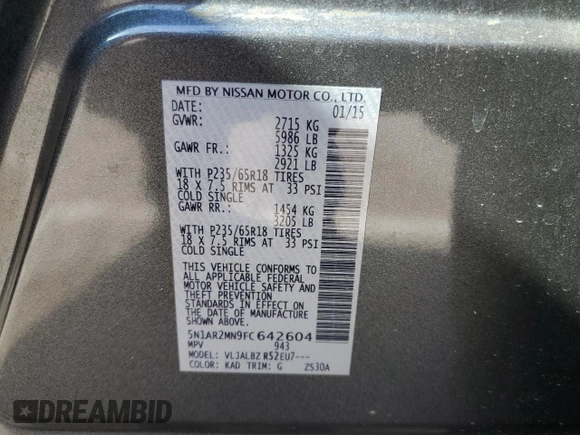 MFD BY NISSAN MOTOR CO., LTD.
DATE: 01/15
GVWR: 2715 KG
5986 LB
GAWR FR.: 1325 KG
2921 LB
WITH P235/65R18 TIRES
18 X 7.5 RIMS AT 33 PSI
COLD SINGLE
GAWR RR.: 1454 KG
3205 LB
WITH P235/65R18 TIRES
18 X 7.5 RIMS AT 33 PSI
COLD SINGLE
THIS VEHICLE CONFORMS TO
ALL APPLICABLE FEDERAL
MOTOR VEHICLE SAFETY AND
THEFT PREVENTION
STANDARDS IN EFFECT ON
THE DATE OF MANUFACTURE
SHOWN ABOVE.
5N1AR2MN9FC642604
MPV 943
MODEL: VLJALBZ R52EU7---
COLOR: KAD TRIM: G ZS30A
DREAMBID